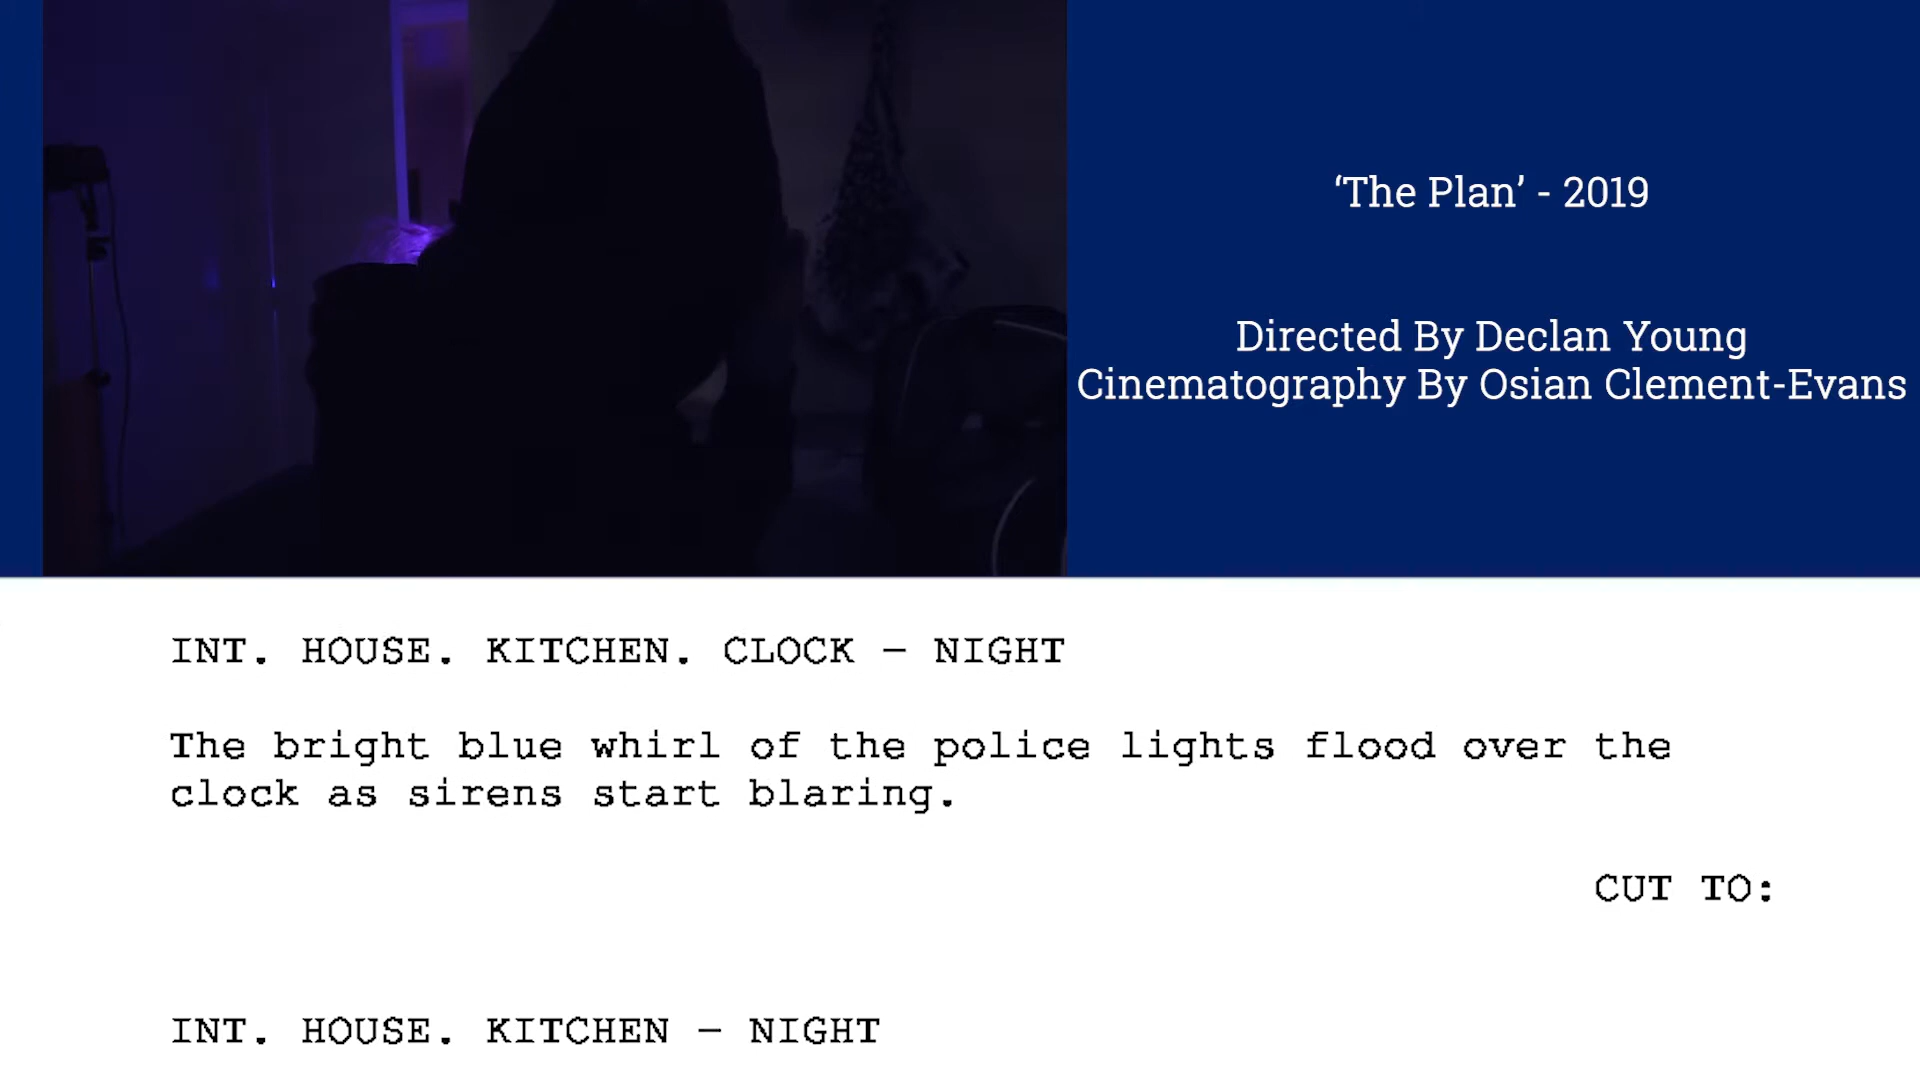 ‘The Plan’ - 2019
Directed By Declan Young
Cinematography By Osian Clement-Evans
INT. HOUSE. KITCHEN. CLOCK – NIGHT
The bright blue whirl of the police lights flood over the
clock as sirens start blaring.
CUT TO:
INT. HOUSE. KITCHEN – NIGHT